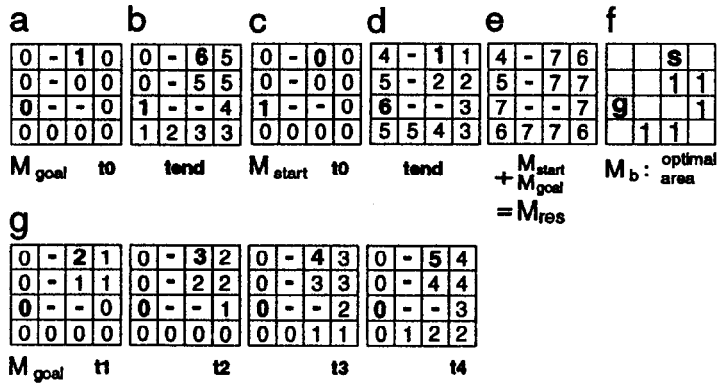 a b c d e f
0 - 1 0 0 - 6 5 0 - 0 0 4 - 1 1 4 - 7 6 s
0 - 0 0 0 - 5 5 0 - 0 0 5 - 2 2 5 - 7 7 1 1
0 - - 0 1 - - 4 1 - - 0 6 - - 3 7 - - 7 g 1
0 0 0 0 1 2 3 3 0 0 0 0 5 5 4 3 6 7 7 6 1 1
M goal t0 tend M start t0 tend + M start M b : optimal area
M goal
= M res
g
0 - 2 1 0 - 3 2 0 - 4 3 0 - 5 4
0 - 1 1 0 - 2 2 0 - 3 3 0 - 4 4
0 - - 0 0 - - 1 0 - - 2 0 - - 3
0 0 0 0 0 0 0 0 0 0 1 1 0 1 2 2
M goal t1 t2 t3 t4